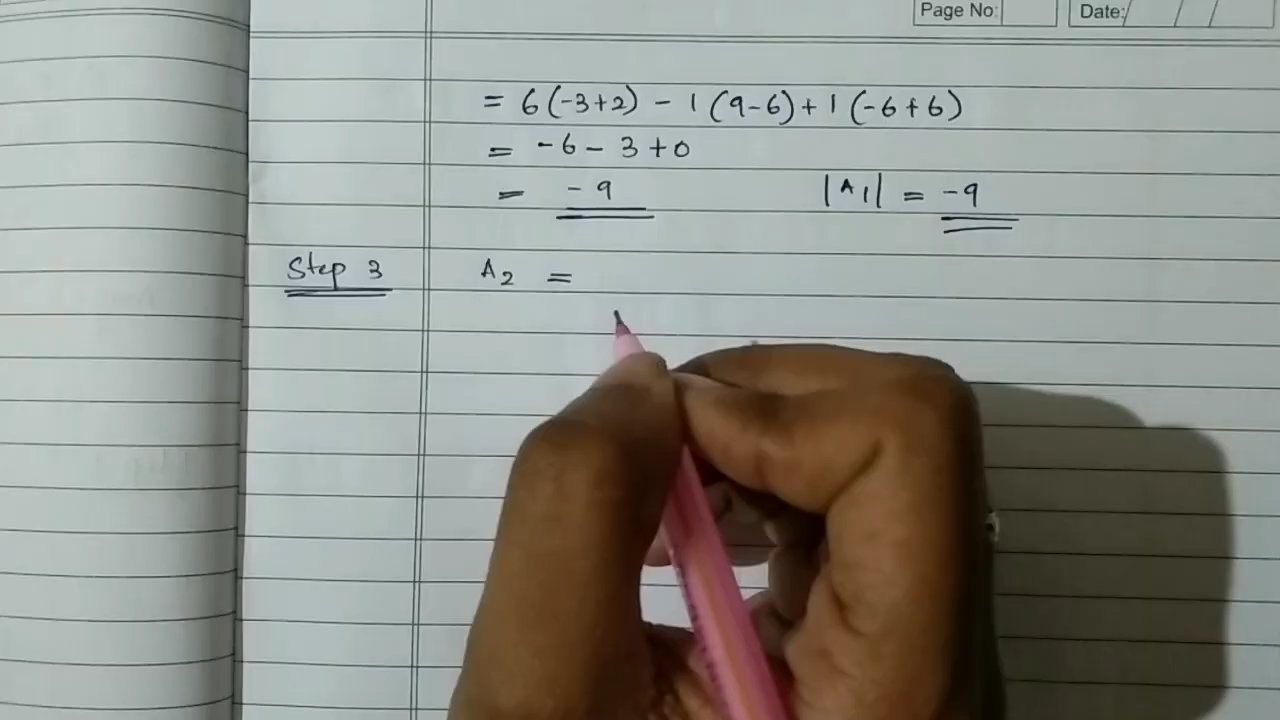 Page No: Date: / / /
= 6(-3+2) - 1(9-6)+1(-6+6)
= -6-3+0
= -9 |A1| = -9
Step 3 A2 =